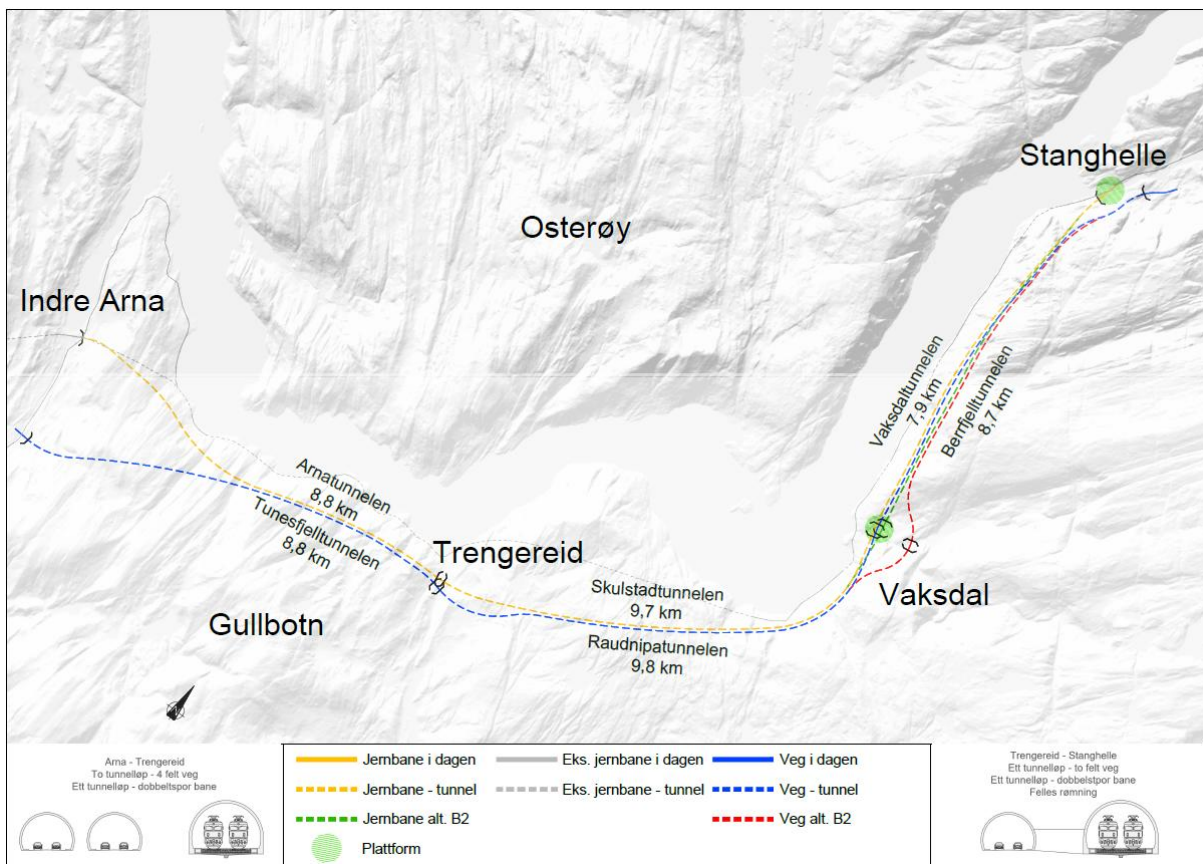 Stanghelle
Osterøy
Indre Arna
Vaksdaltunnelen
7,9 km
Bernfjelltunnelen
8,7 km
Arnatunnelen
8,8 km
Tunesfjelltunnelen
8,8 km
Trengereid
Skulstadtunnelen
9,7 km
Vaksdal
Gullbotn
Raudnipatunnelen
9,8 km
Arna - Trengereid
To tunnelløp - 4 felt veg
Ett tunnelløp - dobbeltspor bane
Jernbane i dagen
Eks. jernbane i dagen
Veg i dagen
Jernbane - tunnel
Eks. jernbane - tunnel
Veg - tunnel
Jernbane alt. B2
Veg alt. B2
Plattform
Trengereid - Stanghelle
Ett tunnelløp - to felt veg
Ett tunnelløp - dobbeltspor bane
Felles rømning